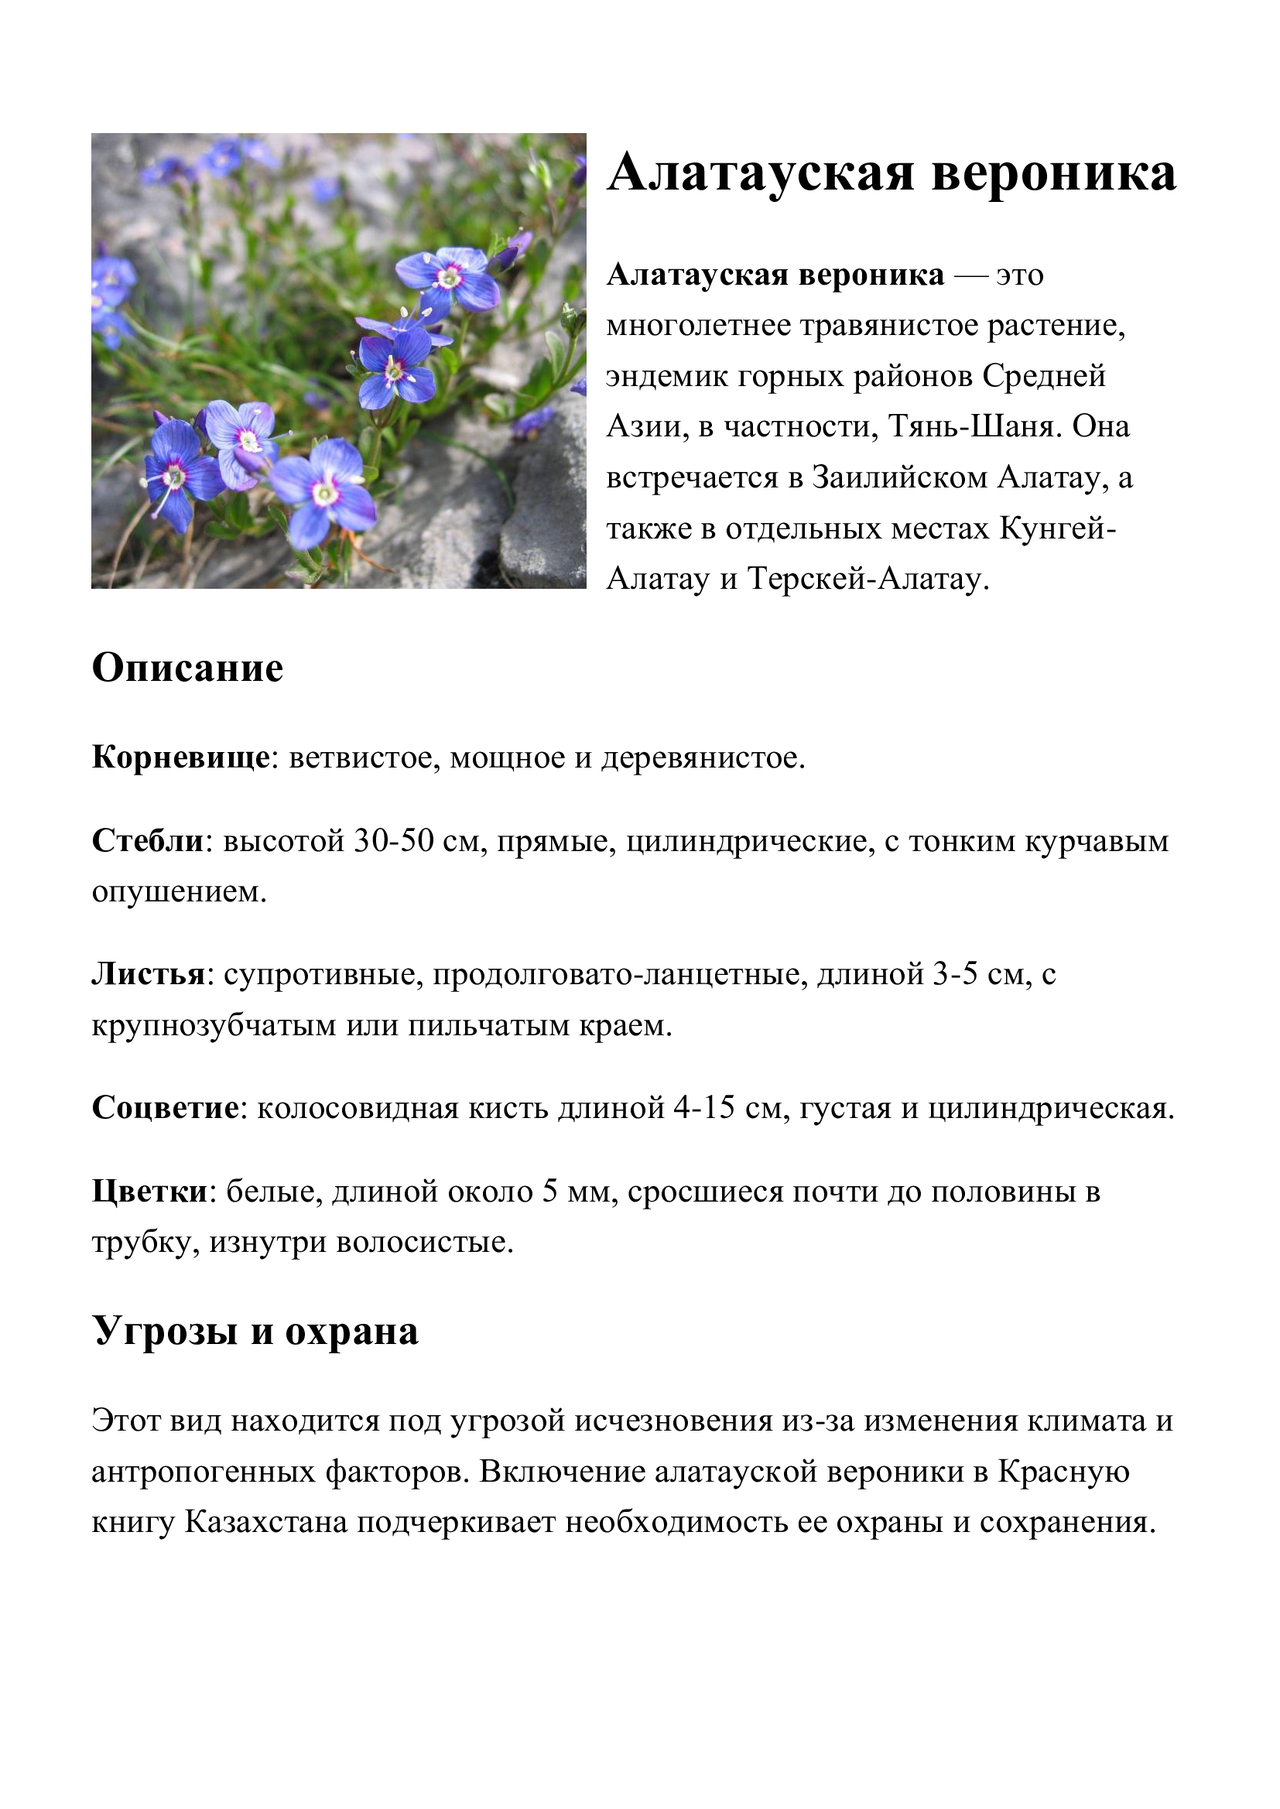 Алатауская вероника
Алатауская вероника — это
многолетнее травянистое растение,
эндемик горных районов Средней
Азии, в частности, Тянь-Шаня. Она
встречается в Заилийском Алатау, а
также в отдельных местах Кунгей-
Алатау и Терскей-Алатау.
Описание
Корневище: ветвистое, мощное и деревянистое.
Стебли: высотой 30-50 см, прямые, цилиндрические, с тонким курчавым
опушением.
Листья: супротивные, продолговато-ланцетные, длиной 3-5 см, с
крупнозубчатым или пильчатым краем.
Соцветие: колосовидная кисть длиной 4-15 см, густая и цилиндрическая.
Цветки: белые, длиной около 5 мм, сросшиеся почти до половины в
трубку, изнутри волосистые.
Угрозы и охрана
Этот вид находится под угрозой исчезновения из-за изменения климата и
антропогенных факторов. Включение алатауской вероники в Красную
книгу Казахстана подчеркивает необходимость ее охраны и сохранения.